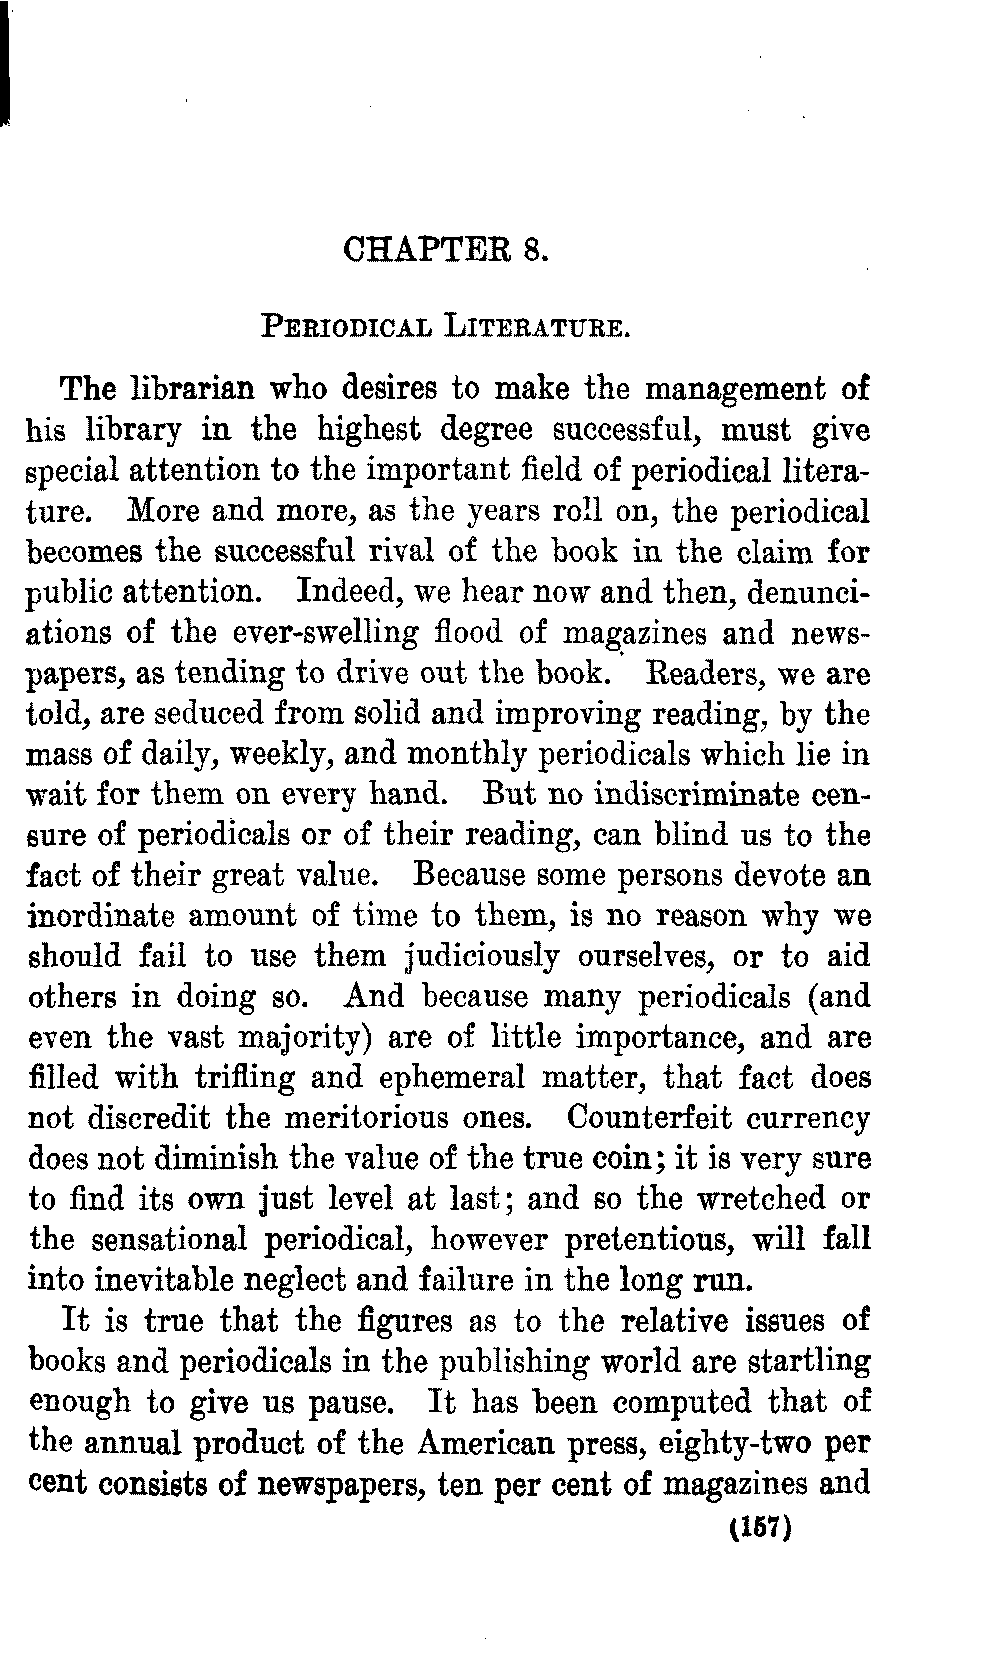 CHAPTER 8.
PERIODICAL LITERATURE.
The librarian who desires to make the management of
his library in the highest degree successful, must give
special attention to the important field of periodical litera-
ture. More and more, as the years roll on, the periodical
becomes the successful rival of the book in the claim for
public attention. Indeed, we hear now and then, denunci-
ations of the ever-swelling flood of magazines and news-
papers, as tending to drive out the book. Readers, we are
told, are seduced from solid and improving reading, by the
mass of daily, weekly, and monthly periodicals which lie in
wait for them on every hand. But no indiscriminate cen-
sure of periodicals or of their reading, can blind us to the
fact of their great value. Because some persons devote an
inordinate amount of time to them, is no reason why we
should fail to use them judiciously ourselves, or to aid
others in doing so. And because many periodicals (and
even the vast majority) are of little importance, and are
filled with trifling and ephemeral matter, that fact does
not discredit the meritorious ones. Counterfeit currency
does not diminish the value of the true coin; it is very sure
to find its own just level at last; and so the wretched or
the sensational periodical, however pretentious, will fall
into inevitable neglect and failure in the long run.
It is true that the figures as to the relative issues of
books and periodicals in the publishing world are startling
enough to give us pause. It has been computed that of
the annual product of the American press, eighty-two per
cent consists of newspapers, ten per cent of magazines and
(157)